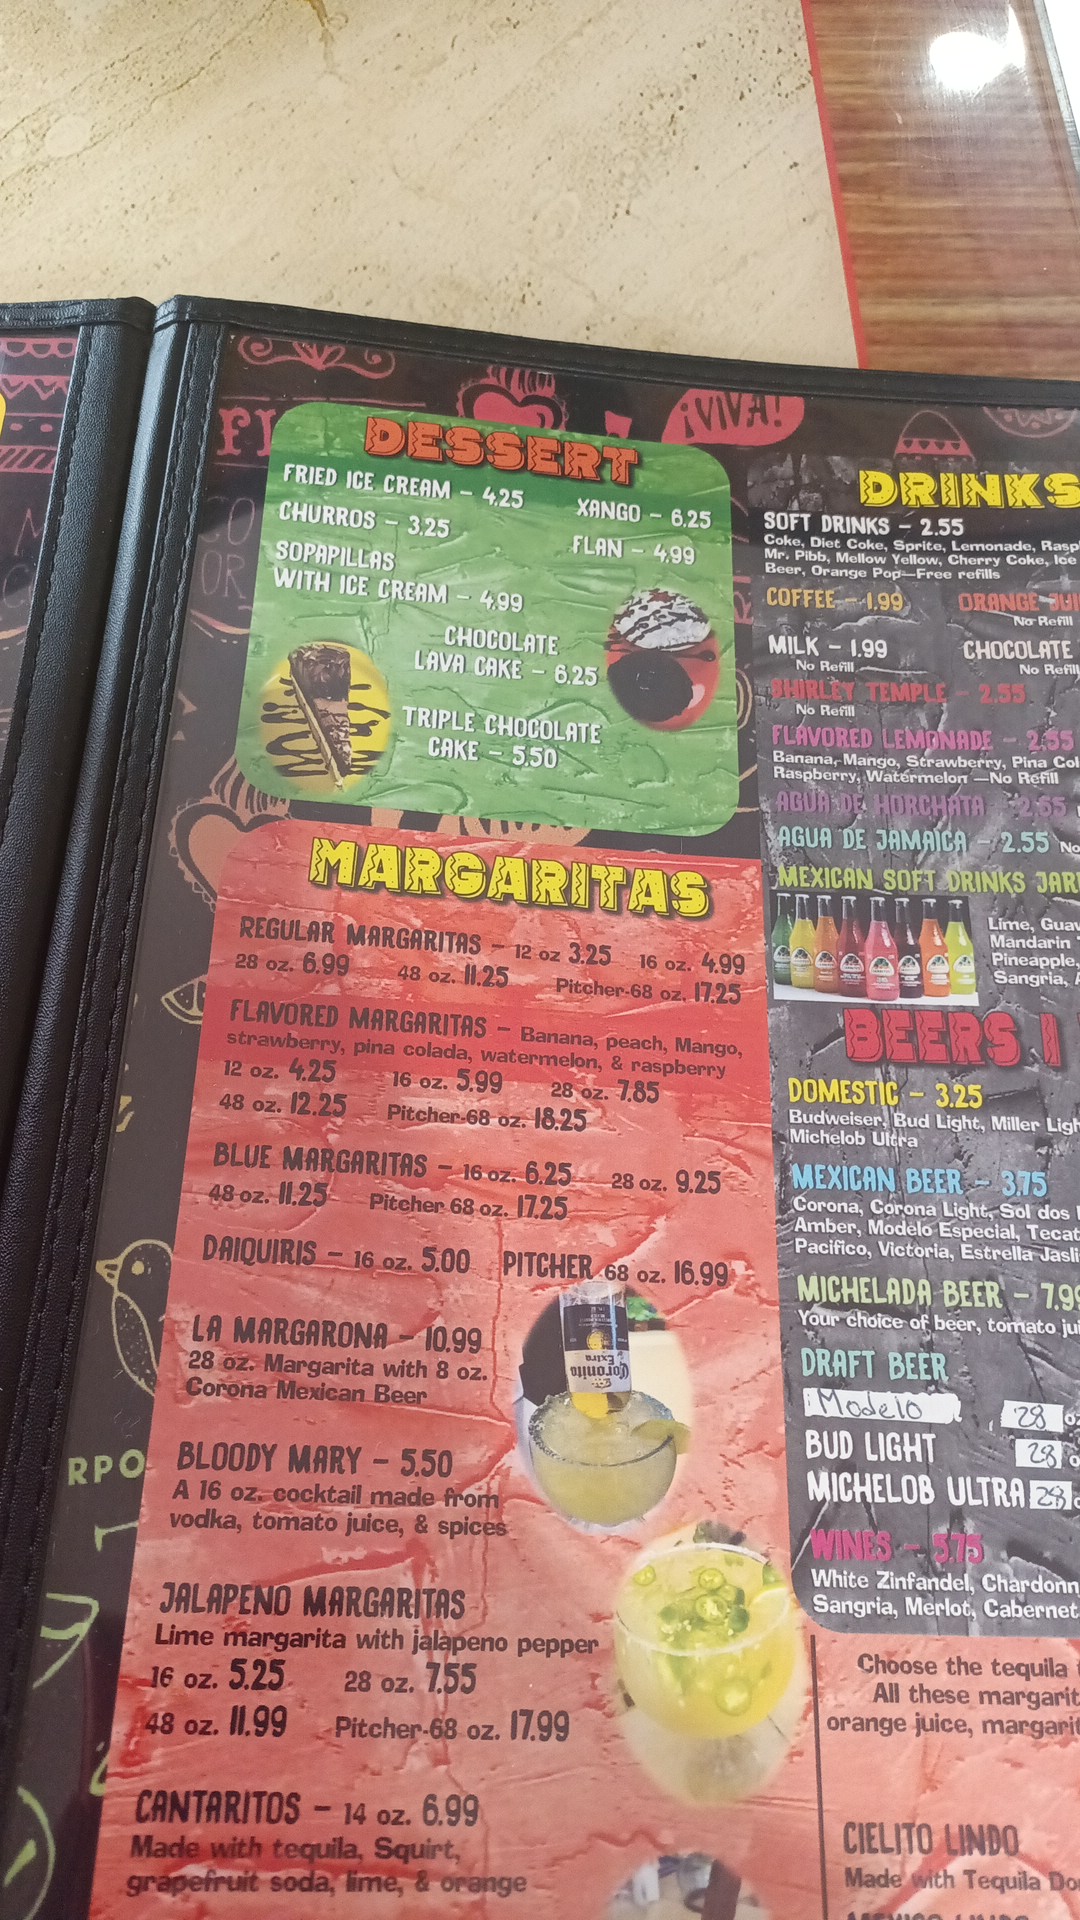 ¡VIVA!
DESSERT
FRIED ICE CREAM – 4.25
CHURROS – 3.25
SOPAPILLAS
WITH ICE CREAM – 4.99
XANGO – 6.25
FLAN – 4.99
CHOCOLATE
LAVA CAKE – 6.25
TRIPLE CHOCOLATE
CAKE – 5.50
MARGARITAS
REGULAR MARGARITAS – 12 oz 3.25 16 oz. 4.99
28 oz. 6.99 48 oz. 11.25 Pitcher-68 oz. 17.25
FLAVORED MARGARITAS – Banana, peach, Mango,
strawberry, pina colada, watermelon, & raspberry
12 oz. 4.25 16 oz. 5.99 28 oz. 7.85
48 oz. 12.25 Pitcher-68 oz. 18.25
BLUE MARGARITAS – 16 oz. 6.25 28 oz. 9.25
48 oz. 11.25 Pitcher 68 oz. 17.25
DAIQUIRIS – 16 oz. 5.00 PITCHER 68 oz. 16.99
LA MARGARONA – 10.99
28 oz. Margarita with 8 oz.
Corona Mexican Beer
Coronita
Extra
BLOODY MARY – 5.50
A 16 oz. cocktail made from
vodka, tomato juice, & spices
JALAPENO MARGARITAS
Lime margarita with jalapeno pepper
16 oz. 5.25 28 oz. 7.55
48 oz. 11.99 Pitcher-68 oz. 17.99
CANTARITOS – 14 oz. 6.99
Made with tequila, Squirt,
grapefruit soda, lime, & orange
DRINKS
SOFT DRINKS – 2.55
Coke, Diet Coke, Sprite, Lemonade,
Mr. Pibb, Mellow Yellow, Cherry Coke, Ice
Beer, Orange Pop—Free refills
COFFEE – 1.99 ORANGE
No Refill
MILK – 1.99 CHOCOLATE
No Refill No Refill
SHIRLEY TEMPLE – 2.55
No Refill
FLAVORED LEMONADE – 2.55
Banana, Mango, Strawberry, Pina
Raspberry, Watermelon —No Refill
AGUA DE HORCHATA
AGUA DE JAMAICA – 2.55 No
MEXICAN SOFT DRINKS
Lime,
Mandarin
Pineapple,
Sangria,
BEERS
DOMESTIC – 3.25
Budweiser, Bud Light, Miller
Michelob Ultra
MEXICAN BEER – 3.75
Corona, Corona Light, Sol dos
Amber, Modelo Especial,
Pacifico, Victoria, Estrella
MICHELADA BEER –
Your choice of beer, tomato
DRAFT BEER
Modelo 28
BUD LIGHT 28
MICHELOB ULTRA 28
WINES – 5.75
White Zinfandel,
Sangria, Merlot, Cabernet
Choose the tequila
All these
orange juice,
CIELITO LINDO
Made with Tequila
RPO